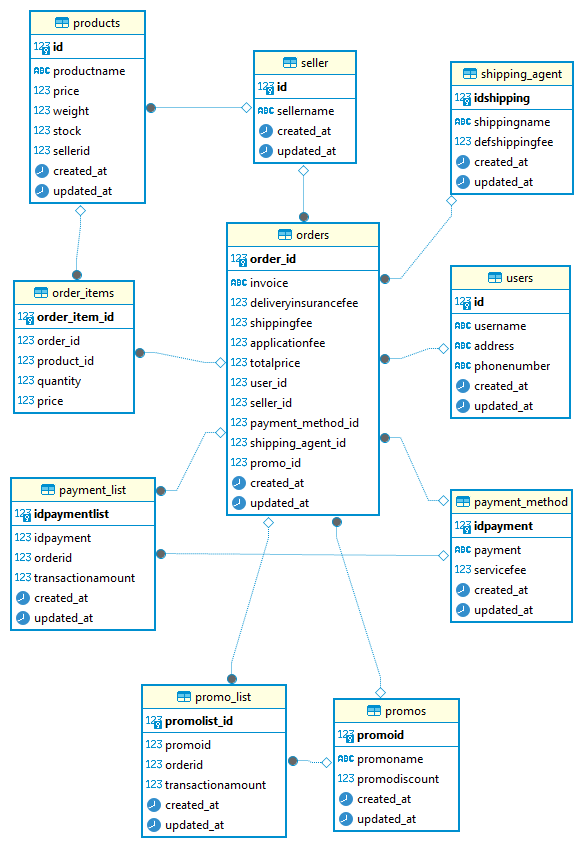 products
123 id
ABC productname
123 price
123 weight
123 stock
123 sellerid
created_at
updated_at
seller
123 id
ABC sellername
created_at
updated_at
shipping_agent
123 idshipping
ABC shippingname
123 defshippingfee
created_at
updated_at
orders
123 order_id
ABC invoice
123 deliveryinsurancefee
123 shippingfee
123 applicationfee
123 totalprice
123 user_id
123 seller_id
123 payment_method_id
123 shipping_agent_id
123 promo_id
created_at
updated_at
users
123 id
ABC username
ABC address
ABC phonenumber
created_at
updated_at
order_items
123 order_item_id
123 order_id
123 product_id
123 quantity
123 price
payment_list
123 idpaymentlist
123 idpayment
123 orderid
123 transactionamount
created_at
updated_at
payment_method
123 idpayment
ABC payment
123 servicefee
created_at
updated_at
promo_list
123 promolist_id
123 promoid
123 orderid
123 transactionamount
created_at
updated_at
promos
123 promoid
ABC promoname
123 promodiscount
created_at
updated_at